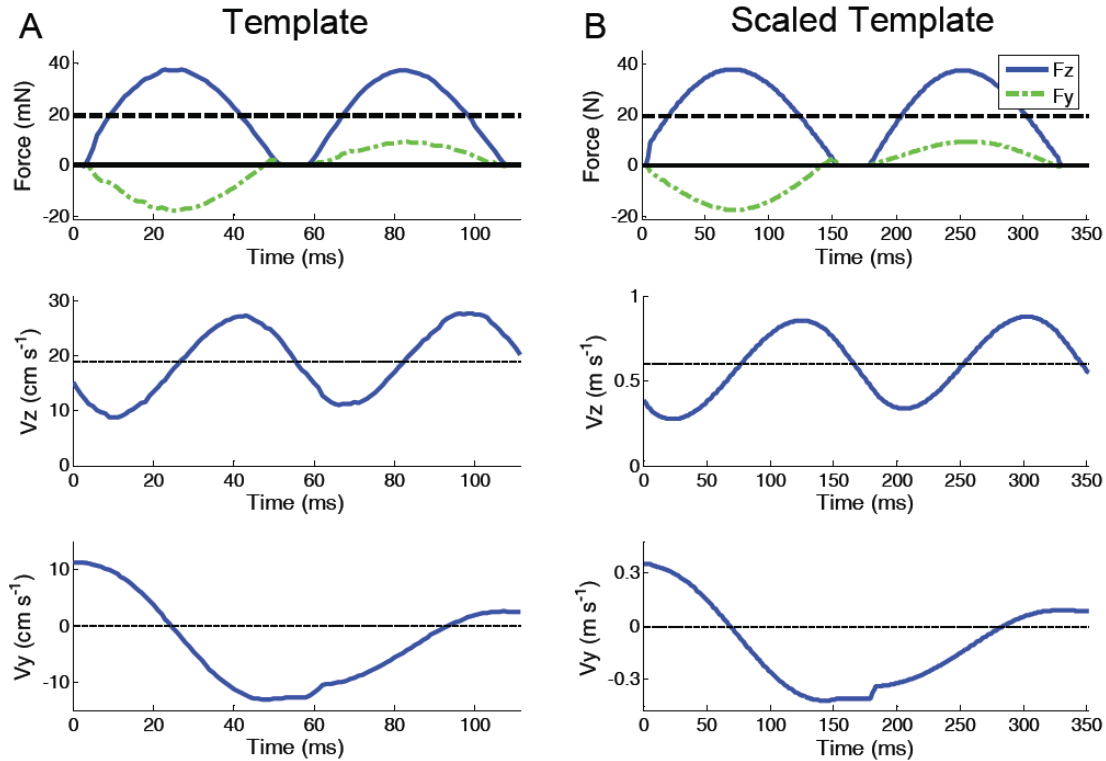 A
Template
B
Scaled Template
Force (mN)
40
20
0
-20
0 20 40 60 80 100
Time (ms)
Force (N)
40
20
0
-20
Fz
Fy
0 50 100 150 200 250 300 350
Time (ms)
Vz (cm s⁻¹)
30
20
10
0
0 20 40 60 80 100
Time (ms)
Vz (m s⁻¹)
1
0.5
0
0 50 100 150 200 250 300 350
Time (ms)
Vy (cm s⁻¹)
10
0
-10
0 20 40 60 80 100
Time (ms)
Vy (m s⁻¹)
0.3
0
-0.3
0 50 100 150 200 250 300 350
Time (ms)